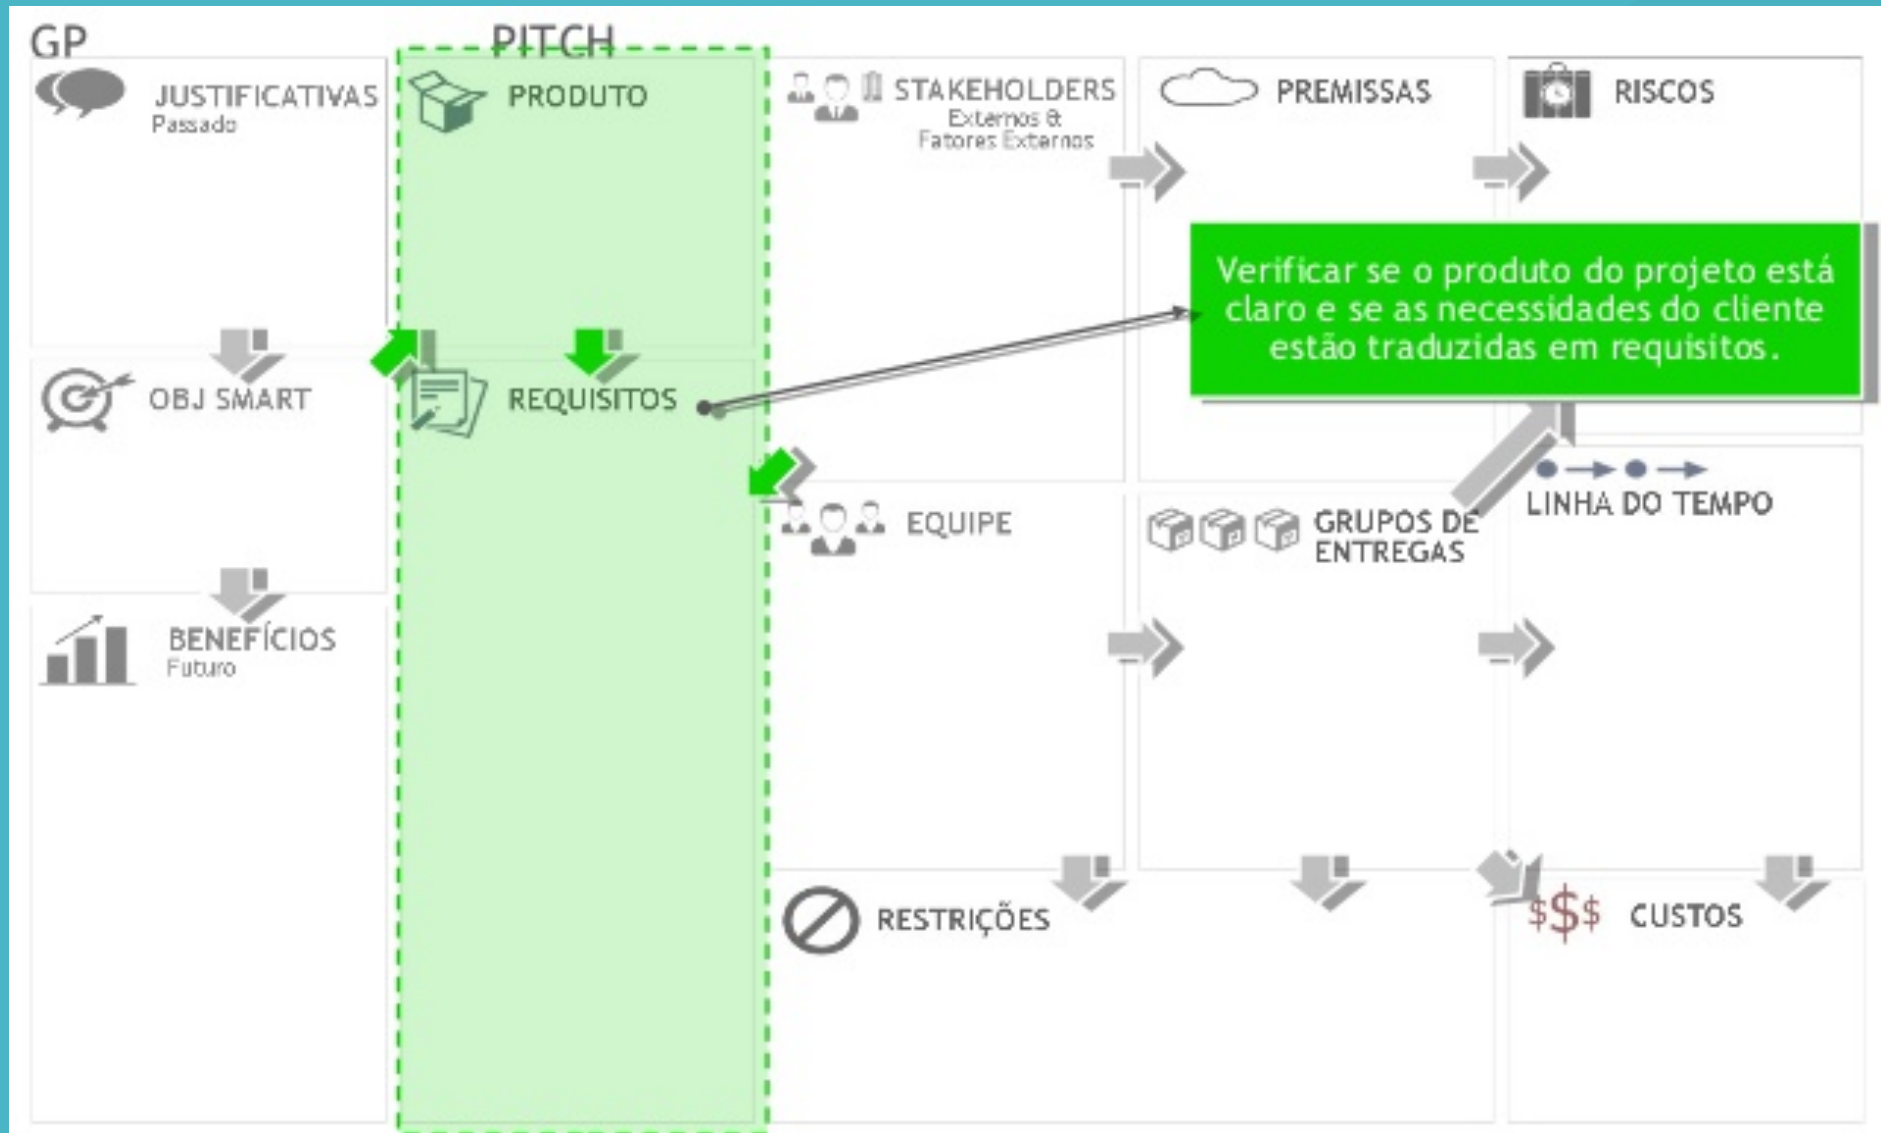 GP
PITCH
JUSTIFICATIVAS
Passado
PRODUTO
STAKEHOLDERS
Externos &
Fatores Externos
PREMISSAS
RISCOS
Verificar se o produto do projeto está
claro e se as necessidades do cliente
estão traduzidas em requisitos.
OBJ SMART
REQUISITOS
EQUIPE
GRUPOS DE
ENTREGAS
LINHA DO TEMPO
BENEFÍCIOS
Futuro
RESTRIÇÕES
$$$ CUSTOS